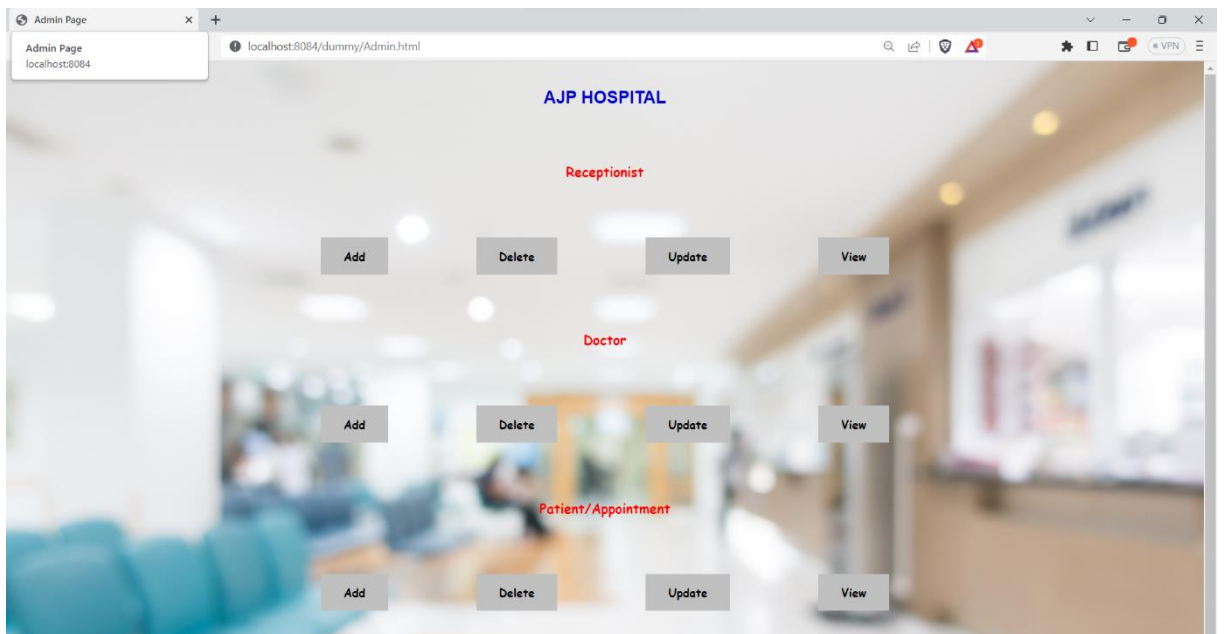 Admin Page
Admin Page
localhost:8084
localhost:8084/dummy/Admin.html
VPN
AJP HOSPITAL
Receptionist
Add Delete Update View
Doctor
Add Delete Update View
Patient/Appointment
Add Delete Update View